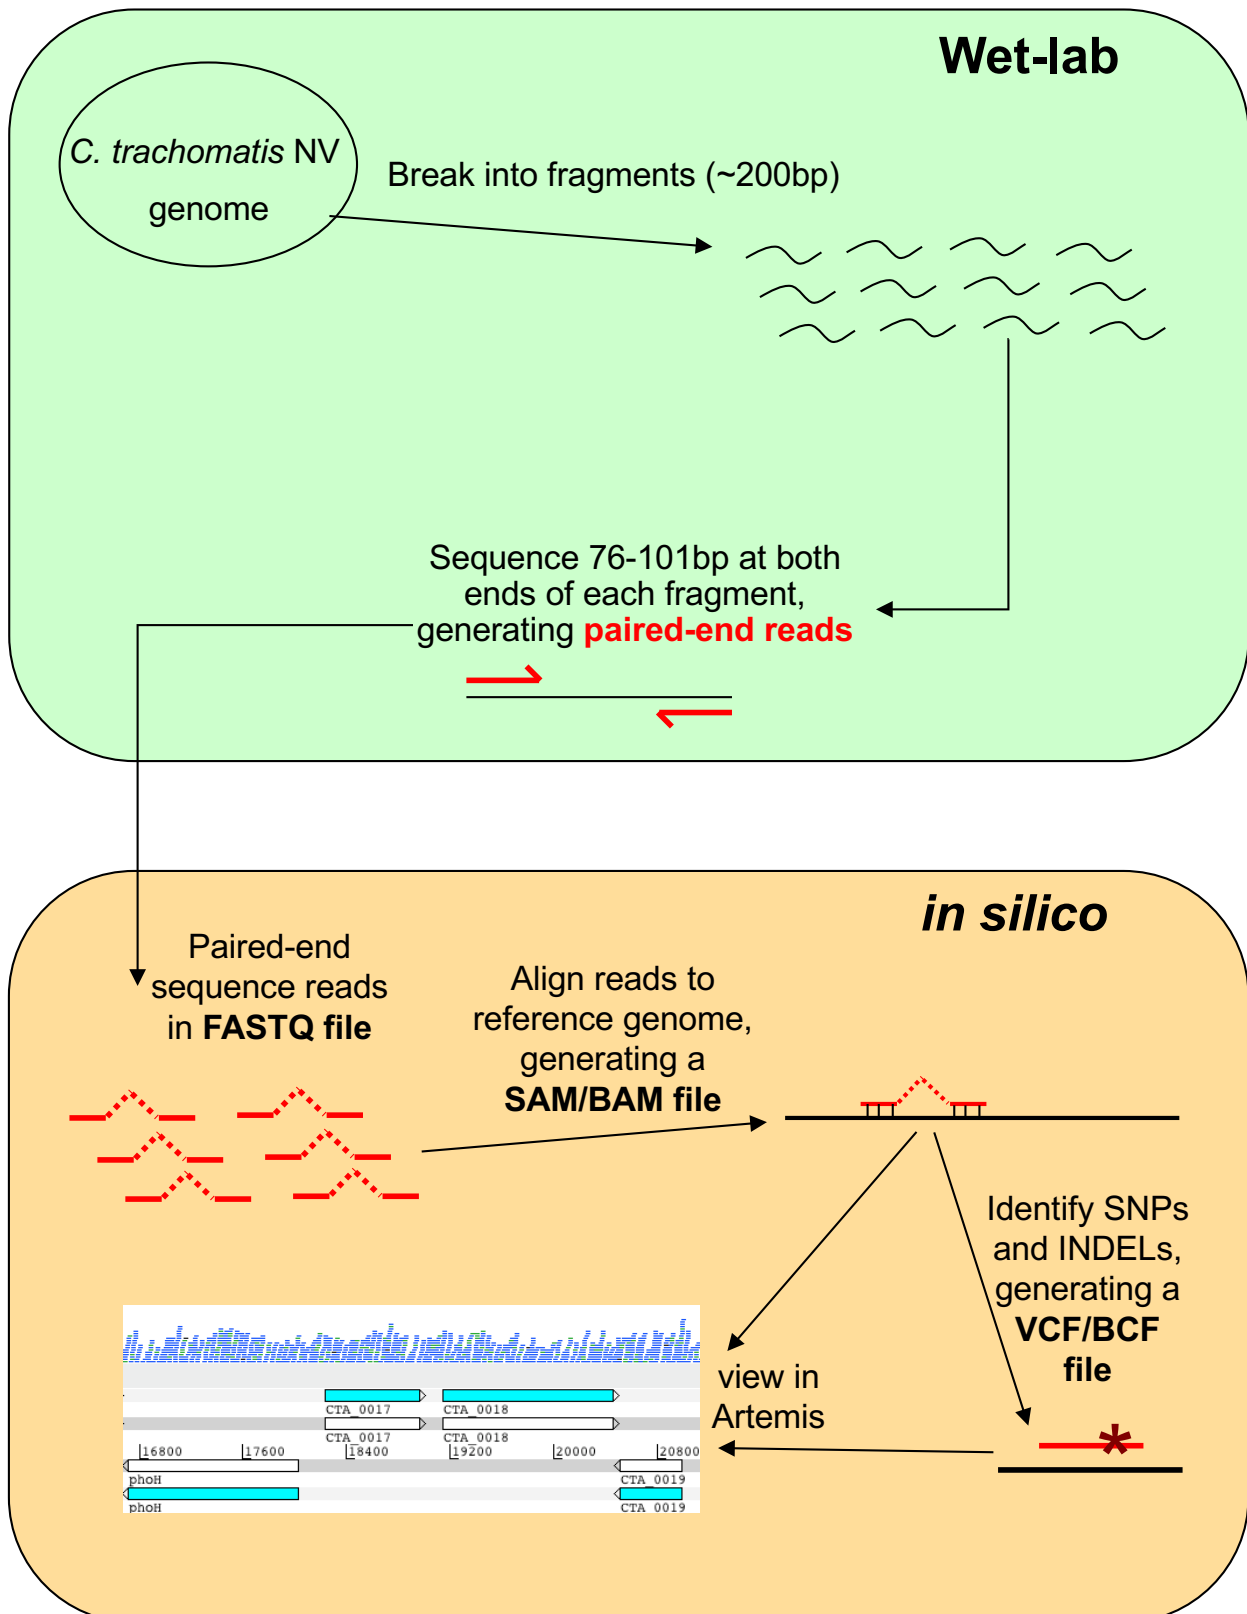 Wet-lab
C. trachomatis NV
genome
Break into fragments (~200bp)
Sequence 76-101bp at both
ends of each fragment,
generating paired-end reads
in silico
Paired-end
sequence reads
in FASTQ file
Align reads to
reference genome,
generating a
SAM/BAM file
Identify SNPs
and INDELs,
generating a
VCF/BCF
file
view in
Artemis
CTA_0017 CTA_0018
CTA_0017 CTA_0018
16800 17600 18400 19200 20000 20800
phoH CTA_0019
phoH CTA_0019